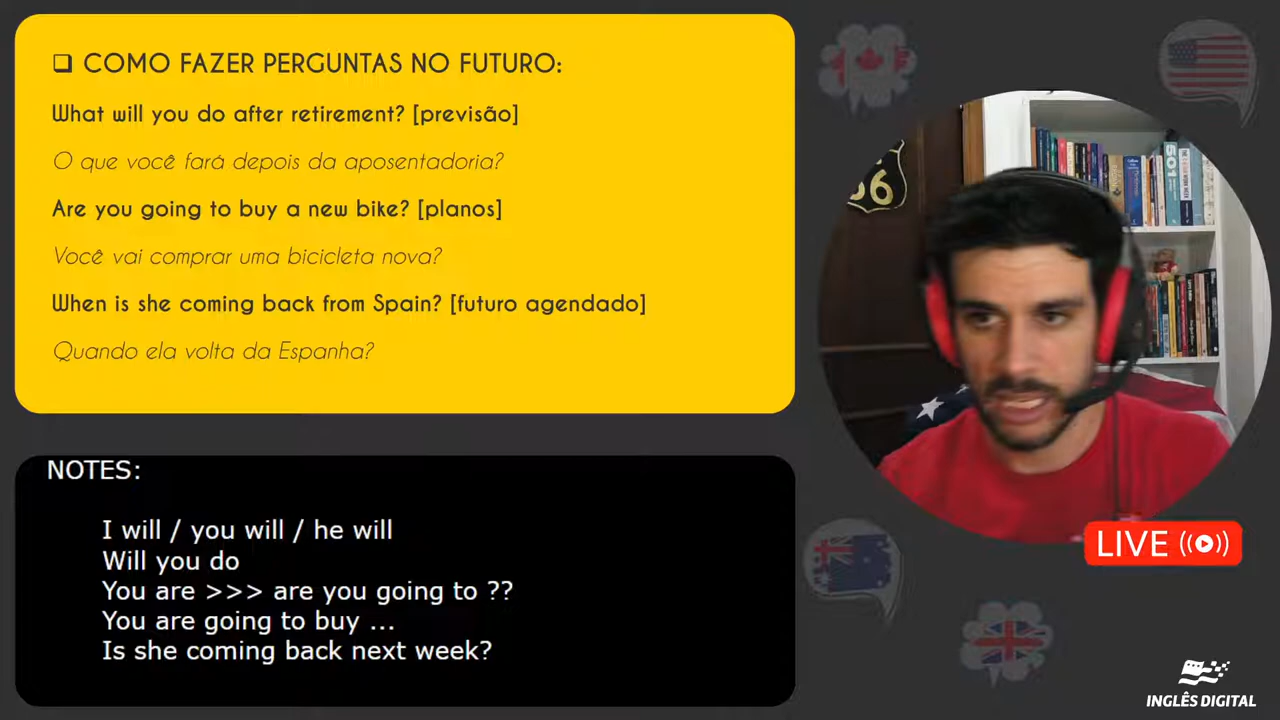 ❑ COMO FAZER PERGUNTAS NO FUTURO:
What will you do after retirement? [previsão]
O que você fará depois da aposentadoria?
Are you going to buy a new bike? [planos]
Você vai comprar uma bicicleta nova?
When is she coming back from Spain? [futuro agendado]
Quando ela volta da Espanha?
NOTES:
I will / you will / he will
Will you do
You are >>> are you going to ??
You are going to buy ...
Is she coming back next week?
66
501
LIVE
INGLÊS DIGITAL